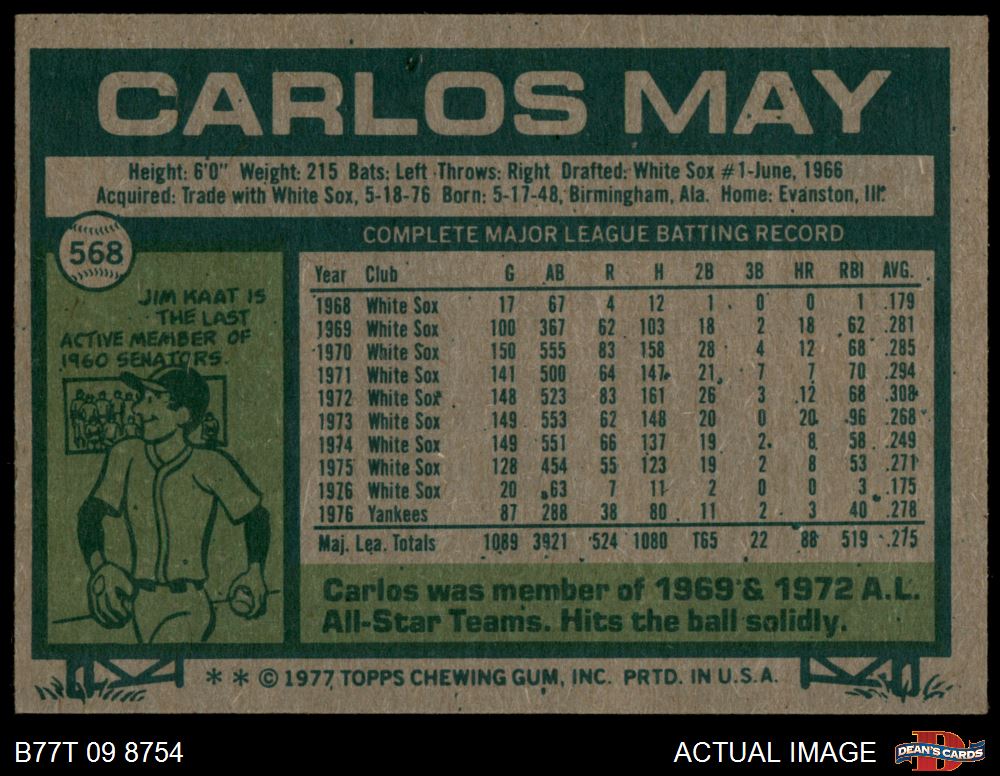 CARLOS MAY
Height: 6'0" Weight: 215 Bats: Left Throws: Right Drafted: White Sox #1-June, 1966
Acquired: Trade with White Sox, 5-18-76 Born: 5-17-48, Birmingham, Ala. Home: Evanston, Ill.
568
COMPLETE MAJOR LEAGUE BATTING RECORD
JIM KAAT IS
THE LAST
ACTIVE MEMBER OF
1960 SENATORS.
Year Club G AB R H 2B 3B HR RBI AVG.
1968 White Sox 17 67 4 12 1 0 0 1 .179
1969 White Sox 100 367 62 103 18 2 18 62 .281
1970 White Sox 150 555 83 158 28 4 12 68 .285
1971 White Sox 141 500 64 147 21 7 7 70 .294
1972 White Sox 148 523 83 161 26 3 12 68 .308
1973 White Sox 149 553 62 148 20 0 20 96 .268
1974 White Sox 149 551 66 137 19 2 8 58 .249
1975 White Sox 128 454 55 123 19 2 8 53 .271
1976 White Sox 20 63 7 11 2 0 0 3 .175
1976 Yankees 87 288 38 80 11 2 3 40 .278
Maj. Lea. Totals 1089 3921 524 1080 165 22 88 519 .275
Carlos was member of 1969 & 1972 A.L.
All-Star Teams. Hits the ball solidly.
* * © 1977 TOPPS CHEWING GUM, INC. PRTD. IN U.S.A.
B77T 09 8754
ACTUAL IMAGE
D
DEAN'S CARDS